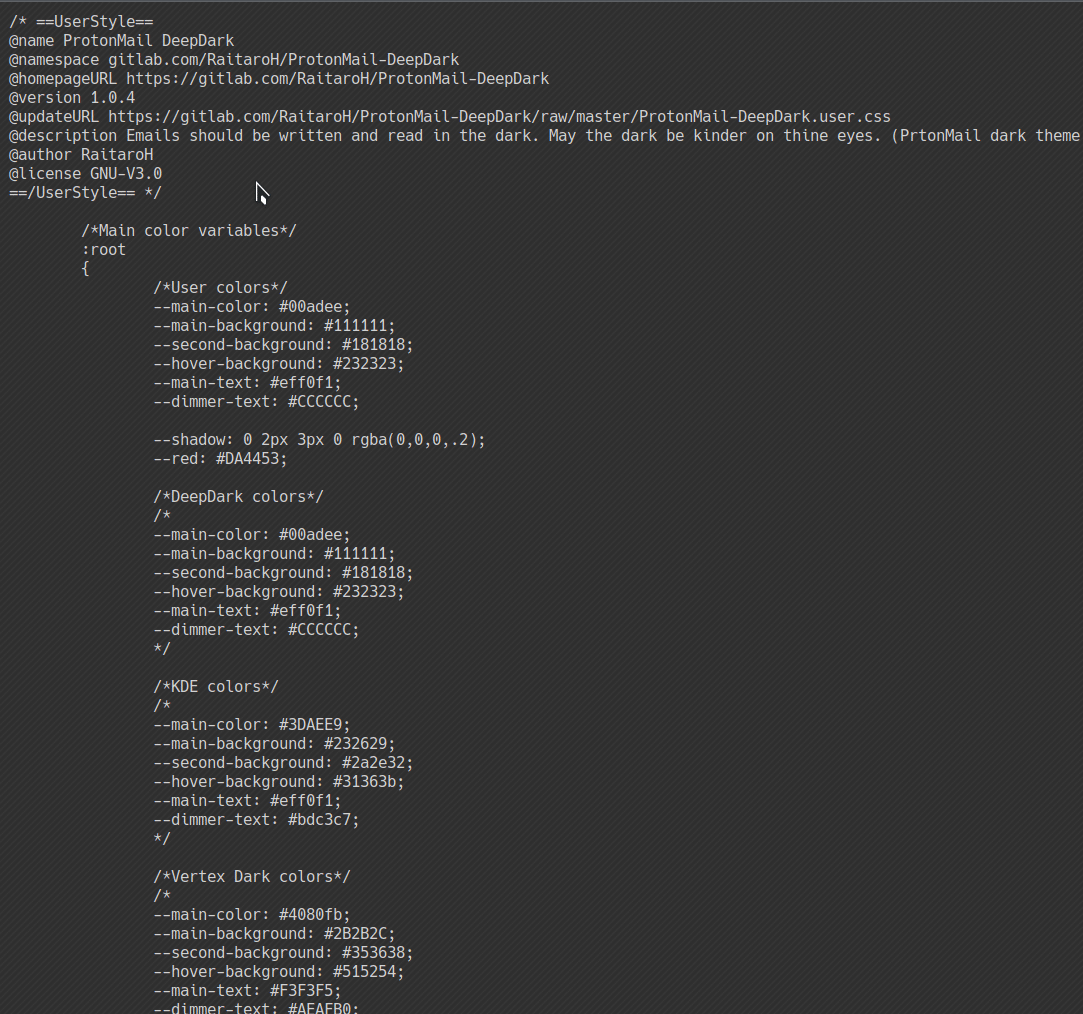 /* ==UserStyle==
@name ProtonMail DeepDark
@namespace gitlab.com/RaitaroH/ProtonMail-DeepDark
@homepageURL https://gitlab.com/RaitaroH/ProtonMail-DeepDark
@version 1.0.4
@updateURL https://gitlab.com/RaitaroH/ProtonMail-DeepDark/raw/master/ProtonMail-DeepDark.user.css
@description Emails should be written and read in the dark. May the dark be kinder on thine eyes. (PrtonMail dark theme
@author RaitaroH
@license GNU-V3.0
==/UserStyle== */
/*Main color variables*/
:root
{
/*User colors*/
--main-color: #00adee;
--main-background: #111111;
--second-background: #181818;
--hover-background: #232323;
--main-text: #eff0f1;
--dimmer-text: #CCCCCC;
--shadow: 0 2px 3px 0 rgba(0,0,0,.2);
--red: #DA4453;
/*DeepDark colors*/
/*
--main-color: #00adee;
--main-background: #111111;
--second-background: #181818;
--hover-background: #232323;
--main-text: #eff0f1;
--dimmer-text: #CCCCCC;
*/
/*KDE colors*/
/*
--main-color: #3DAEE9;
--main-background: #232629;
--second-background: #2a2e32;
--hover-background: #31363b;
--main-text: #eff0f1;
--dimmer-text: #bdc3c7;
*/
/*Vertex Dark colors*/
/*
--main-color: #4080fb;
--main-background: #2B2B2C;
--second-background: #353638;
--hover-background: #515254;
--main-text: #F3F3F5;
--dimmer-text: #AEAFB0;